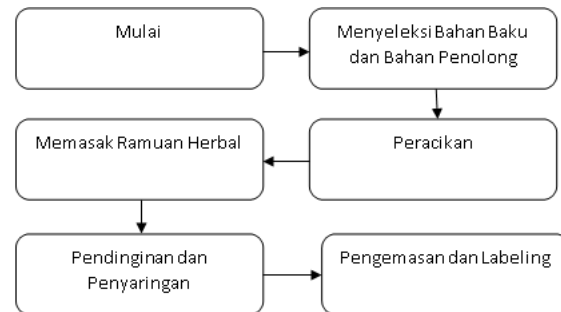 Mulai
Menyeleksi Bahan Baku
dan Bahan Penolong
Peracikan
Memasak Ramuan Herbal
Pendinginan dan
Penyaringan
Pengemasan dan Labeling